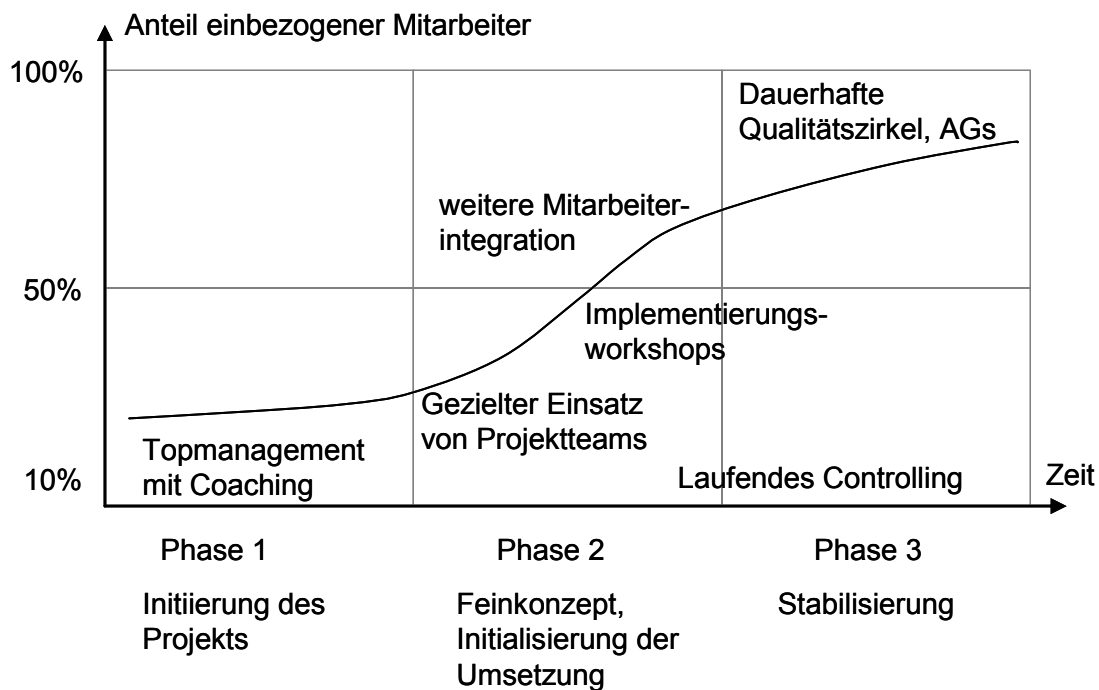 Anteil einbezogener Mitarbeiter
100%
Dauerhafte
Qualitätszirkel, AGs
weitere Mitarbeiter-
integration
50%
Implementierungs-
workshops
Gezielter Einsatz
von Projektteams
Topmanagement
mit Coaching
10%
Laufendes Controlling
Zeit
Phase 1
Phase 2
Phase 3
Initiierung des
Projekts
Feinkonzept,
Initialisierung der
Umsetzung
Stabilisierung